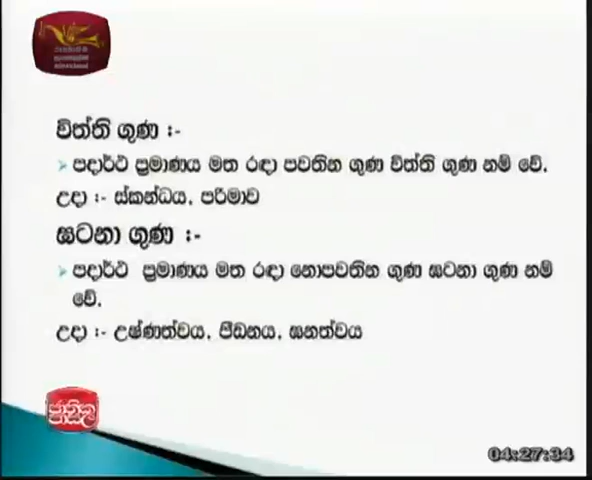 විත්ති ගුණ :-
පදාර්ථ ප්‍රමාණය මත රඳා පවතින ගුණ විත්ති ගුණ නම් වේ.
උදා :- ස්කන්ධය, පරිමාව
ඝටනා ගුණ :-
පදාර්ථ ප්‍රමාණය මත රඳා නොපවතින ගුණ ඝටනා ගුණ නම්
වේ.
උදා :- උෂ්ණත්වය, පීඩනය, ඝනත්වය
04:27:34